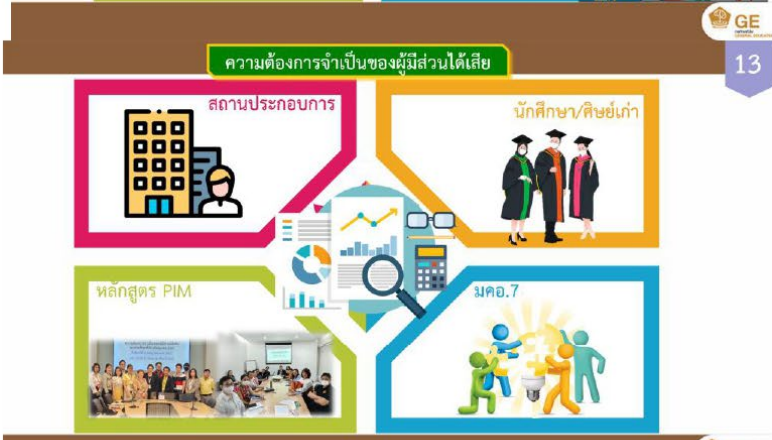 GE
13
ความต้องการจำเป็นของผู้มีส่วนได้เสีย
สถานประกอบการ
นักศึกษา/ศิษย์เก่า
หลักสูตร PIM
มคอ.7